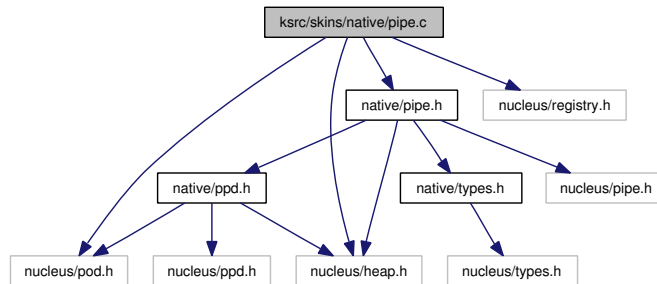 ksrc/skins/native/pipe.c
native/pipe.h
nucleus/registry.h
native/ppd.h
native/types.h
nucleus/pipe.h
nucleus/pod.h
nucleus/ppd.h
nucleus/heap.h
nucleus/types.h